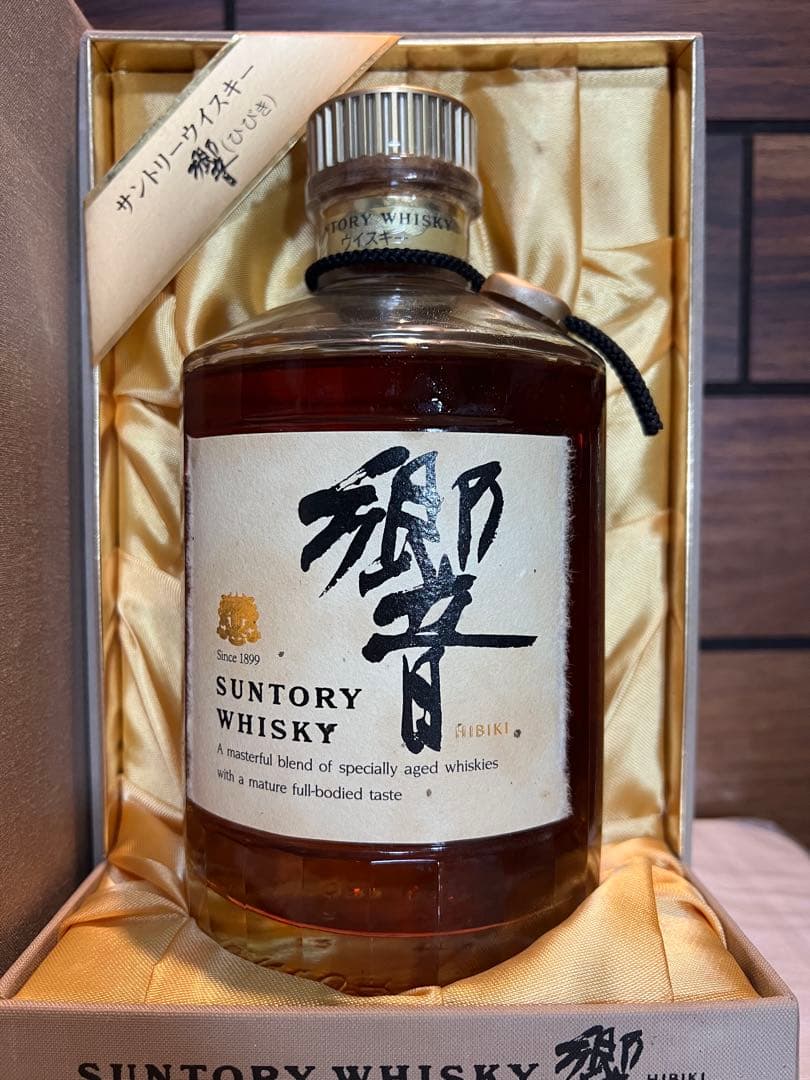 サントリーウイスキー
響(ひびき)
TORY WHISKY
ウイスキー
響
Since 1899
SUNTORY
WHISKY
HIBIKI
A masterful blend of specially aged whiskies
with a mature full-bodied taste
SUNTORY WHISKY 響 HIBIKI